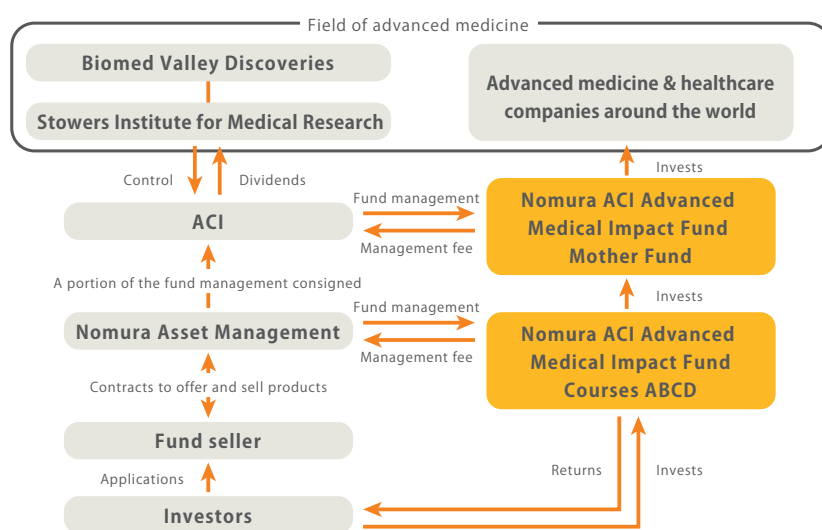 Field of advanced medicine
Biomed Valley Discoveries
Stowers Institute for Medical Research
Advanced medicine & healthcare
companies around the world
Control
Dividends
Invests
ACI
Fund management
Management fee
Nomura ACI Advanced
Medical Impact Fund
Mother Fund
A portion of the fund management consigned
Invests
Nomura Asset Management
Fund management
Management fee
Nomura ACI Advanced
Medical Impact Fund
Courses ABCD
Contracts to offer and sell products
Fund seller
Applications
Returns
Invests
Investors